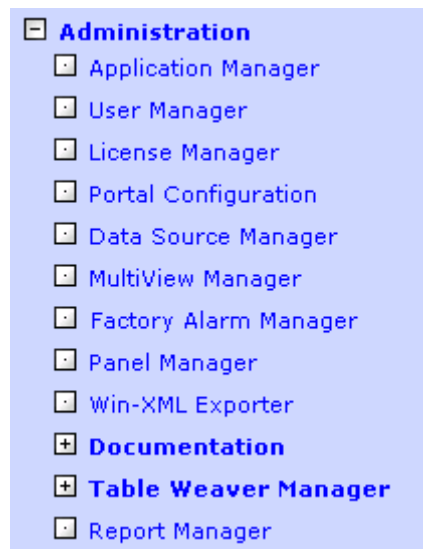 Administration
Application Manager
User Manager
License Manager
Portal Configuration
Data Source Manager
MultiView Manager
Factory Alarm Manager
Panel Manager
Win-XML Exporter
Documentation
Table Weaver Manager
Report Manager